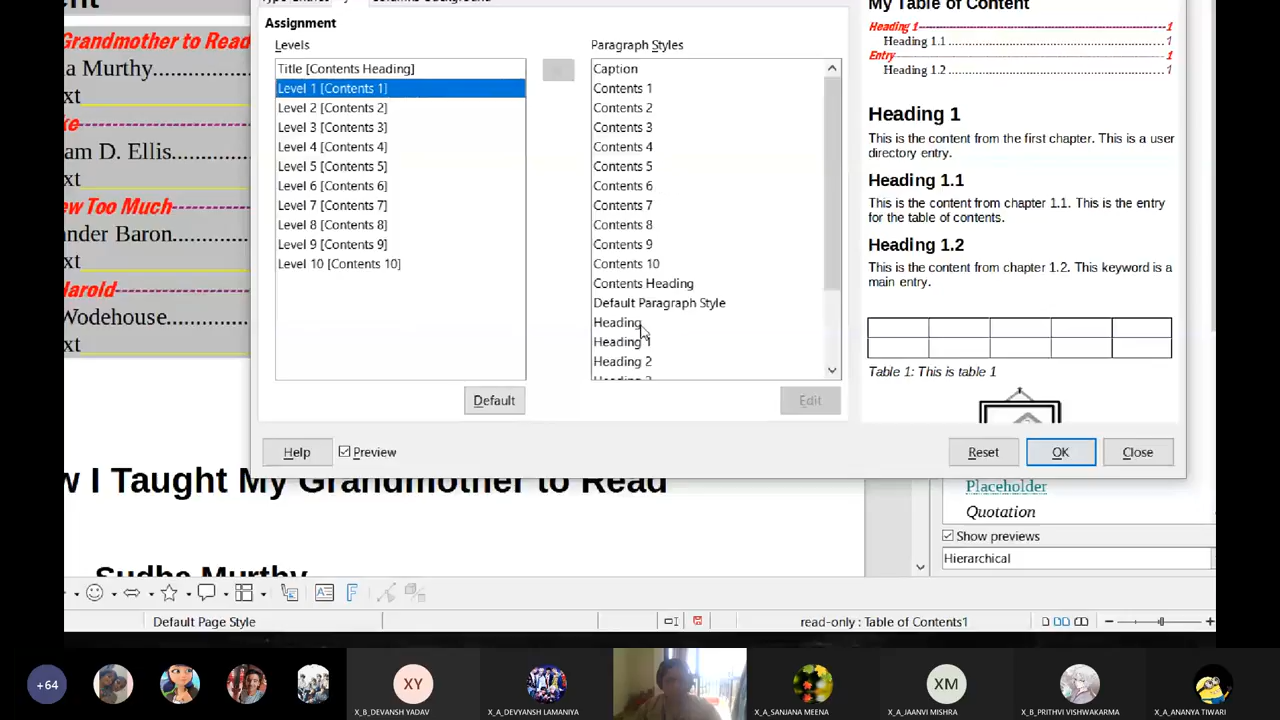 Grandmother to Read
a Murthy
xt
ke
am D. Ellis
xt
ew Too Much
ander Baron
xt
Harold
Wodehouse
xt
Assignment
Levels
Title [Contents Heading]
Level 1 [Contents 1]
Level 2 [Contents 2]
Level 3 [Contents 3]
Level 4 [Contents 4]
Level 5 [Contents 5]
Level 6 [Contents 6]
Level 7 [Contents 7]
Level 8 [Contents 8]
Level 9 [Contents 9]
Level 10 [Contents 10]
Default
Paragraph Styles
Caption
Contents 1
Contents 2
Contents 3
Contents 4
Contents 5
Contents 6
Contents 7
Contents 8
Contents 9
Contents 10
Contents Heading
Default Paragraph Style
Heading
Heading 1
Heading 2
Edit
My Table of Content
Heading 1 1
Heading 1.1 1
Entry 1
Heading 1.2 1
Heading 1
This is the content from the first chapter. This is a user
directory entry.
Heading 1.1
This is the content from chapter 1.1. This is the entry
for the table of contents.
Heading 1.2
This is the content from chapter 1.2. This keyword is a
main entry.
Table 1: This is table 1
Help
Preview
Reset
OK
Close
w I Taught My Grandmother to Read
Sudha Murthy
Placeholder
Quotation
Show previews
Hierarchical
Default Page Style
read-only : Table of Contents1
+64
XY
X_B_DEVANSH YADAV
X_A_DEVYANSH LAMANIYA
X_A_SANJANA MEENA
XM
X_A_JAANVI MISHRA
X_B_PRITHVI VISHWAKARMA
X_A_ANANYA TIWARI